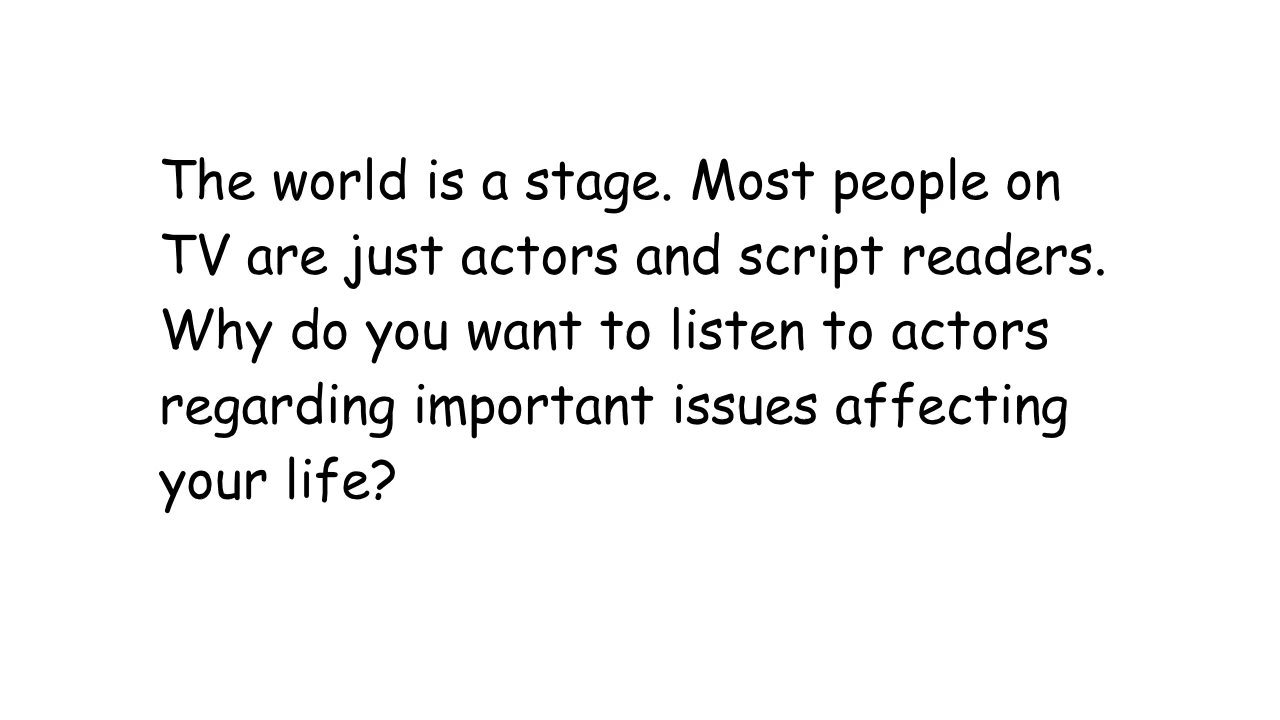 The world is a stage. Most people on
TV are just actors and script readers.
Why do you want to listen to actors
regarding important issues affecting
your life?